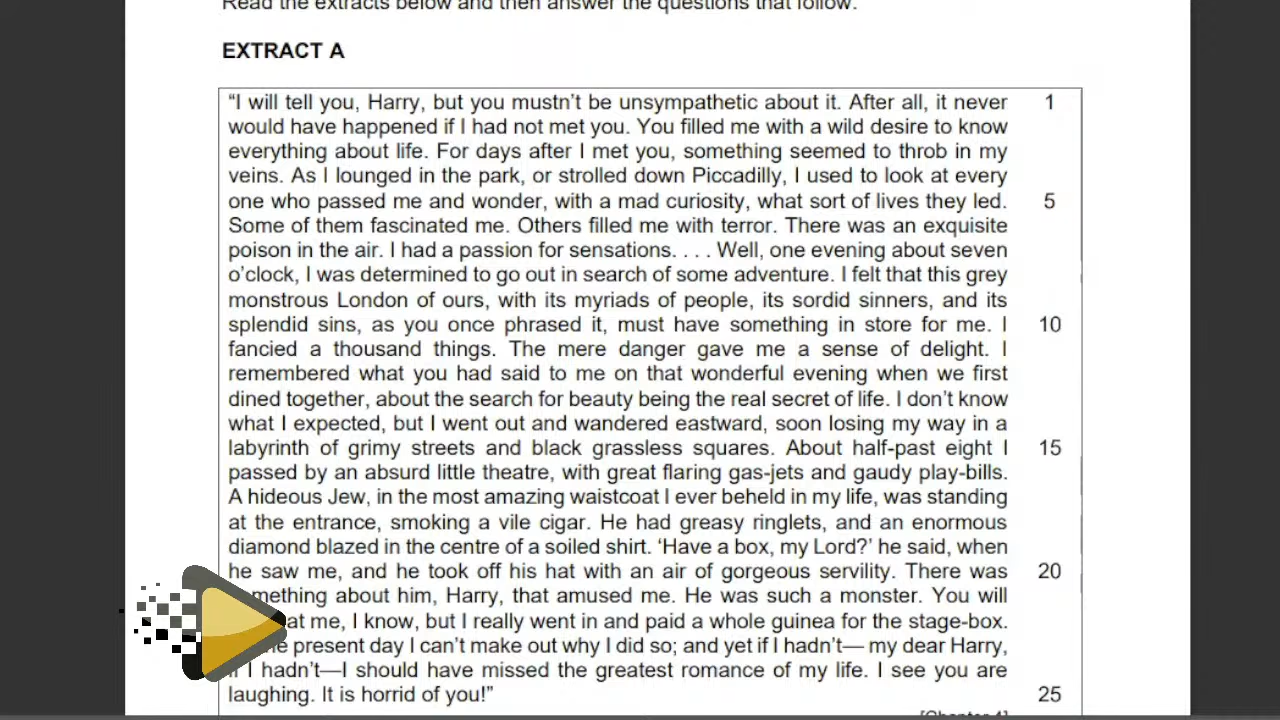 Read the extracts below and then answer the questions that follow.
EXTRACT A
“I will tell you, Harry, but you mustn’t be unsympathetic about it. After all, it never 1
would have happened if I had not met you. You filled me with a wild desire to know
everything about life. For days after I met you, something seemed to throb in my
veins. As I lounged in the park, or strolled down Piccadilly, I used to look at every
one who passed me and wonder, with a mad curiosity, what sort of lives they led. 5
Some of them fascinated me. Others filled me with terror. There was an exquisite
poison in the air. I had a passion for sensations. . . . Well, one evening about seven
o’clock, I was determined to go out in search of some adventure. I felt that this grey
monstrous London of ours, with its myriads of people, its sordid sinners, and its
splendid sins, as you once phrased it, must have something in store for me. I 10
fancied a thousand things. The mere danger gave me a sense of delight. I
remembered what you had said to me on that wonderful evening when we first
dined together, about the search for beauty being the real secret of life. I don’t know
what I expected, but I went out and wandered eastward, soon losing my way in a
labyrinth of grimy streets and black grassless squares. About half-past eight I 15
passed by an absurd little theatre, with great flaring gas-jets and gaudy play-bills.
A hideous Jew, in the most amazing waistcoat I ever beheld in my life, was standing
at the entrance, smoking a vile cigar. He had greasy ringlets, and an enormous
diamond blazed in the centre of a soiled shirt. ‘Have a box, my Lord?’ he said, when
he saw me, and he took off his hat with an air of gorgeous servility. There was 20
something about him, Harry, that amused me. He was such a monster. You will
at me, I know, but I really went in and paid a whole guinea for the stage-box.
present day I can’t make out why I did so; and yet if I hadn’t— my dear Harry,
if I hadn’t—I should have missed the greatest romance of my life. I see you are
laughing. It is horrid of you!” 25
[Chapter 4]